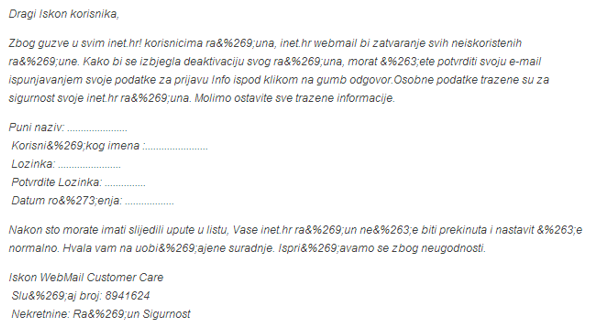 Dragi Iskon korisnika,
Zbog guzve u svim inet.hr! korisnicima ra&%269;una, inet.hr webmail bi zatvaranje svih neiskoristenih
ra&%269;une. Kako bi se izbjegla deaktivaciju svog ra&%269;una, morat &%263;ete potvrditi svoju e-mail
ispunjavanjem svoje podatke za prijavu Info ispod klikom na gumb odgovor.Osobne podatke trazene su za
sigurnost svoje inet.hr ra&%269;una. Molimo ostavite sve trazene informacije.
Puni naziv: ......................
Korisni&%269;kog imena :.......................
Lozinka: .......................
Potvrdite Lozinka: ...............
Datum ro&%273;enja: ..................
Nakon sto morate imati slijedili upute u listu, Vase inet.hr ra&%269;un ne&%263;e biti prekinuta i nastavit &%263;e
normalno. Hvala vam na uobi&%269;ajene suradnje. Ispri&%269;avamo se zbog neugodnosti.
Iskon WebMail Customer Care
Slu&%269;aj broj: 8941624
Nekretnine: Ra&%269;un Sigurnost